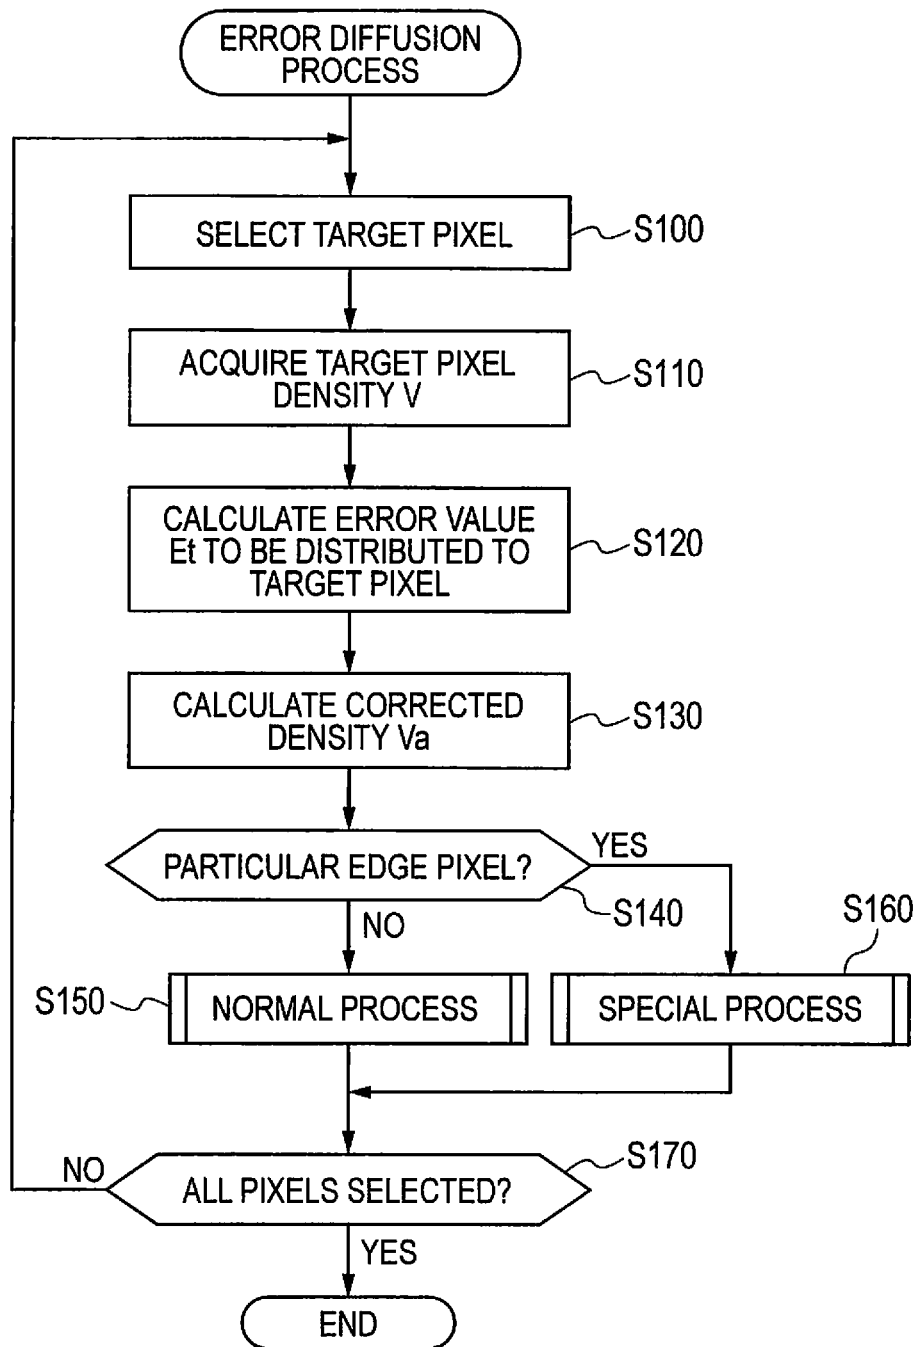 ERROR DIFFUSION
PROCESS
SELECT TARGET PIXEL
S100
ACQUIRE TARGET PIXEL
DENSITY V
S110
CALCULATE ERROR VALUE
Et TO BE DISTRIBUTED TO
TARGET PIXEL
S120
CALCULATE CORRECTED
DENSITY Va
S130
PARTICULAR EDGE PIXEL?
YES
S140
NO
S160
S150
NORMAL PROCESS
SPECIAL PROCESS
S170
NO
ALL PIXELS SELECTED?
YES
END